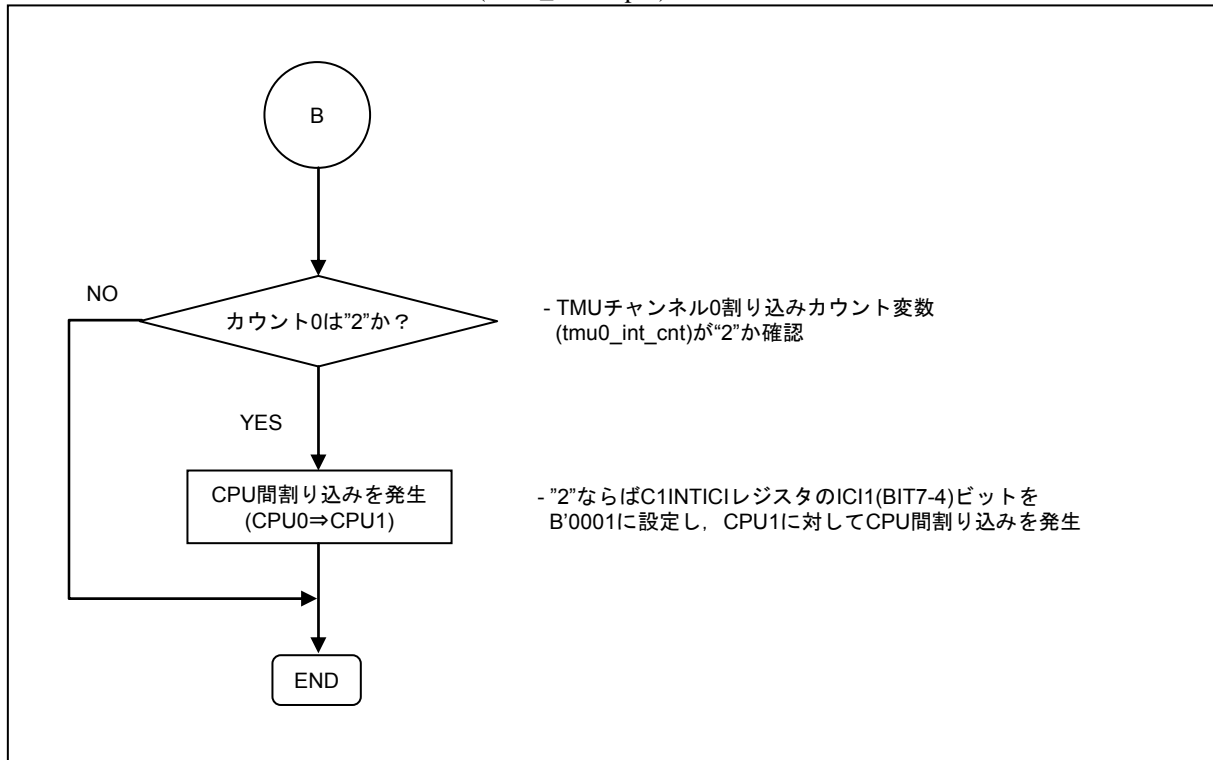 B
NO
カウント0は"2"か？
- TMUチャンネル0割り込みカウント変数
(tmu0_int_cnt)が“2”か確認
YES
CPU間割り込みを発生
(CPU0⇒CPU1)
- ”2”ならばC1INTICIレジスタのICI1(BIT7-4)ビットを
B'0001に設定し，CPU1に対してCPU間割り込みを発生
END